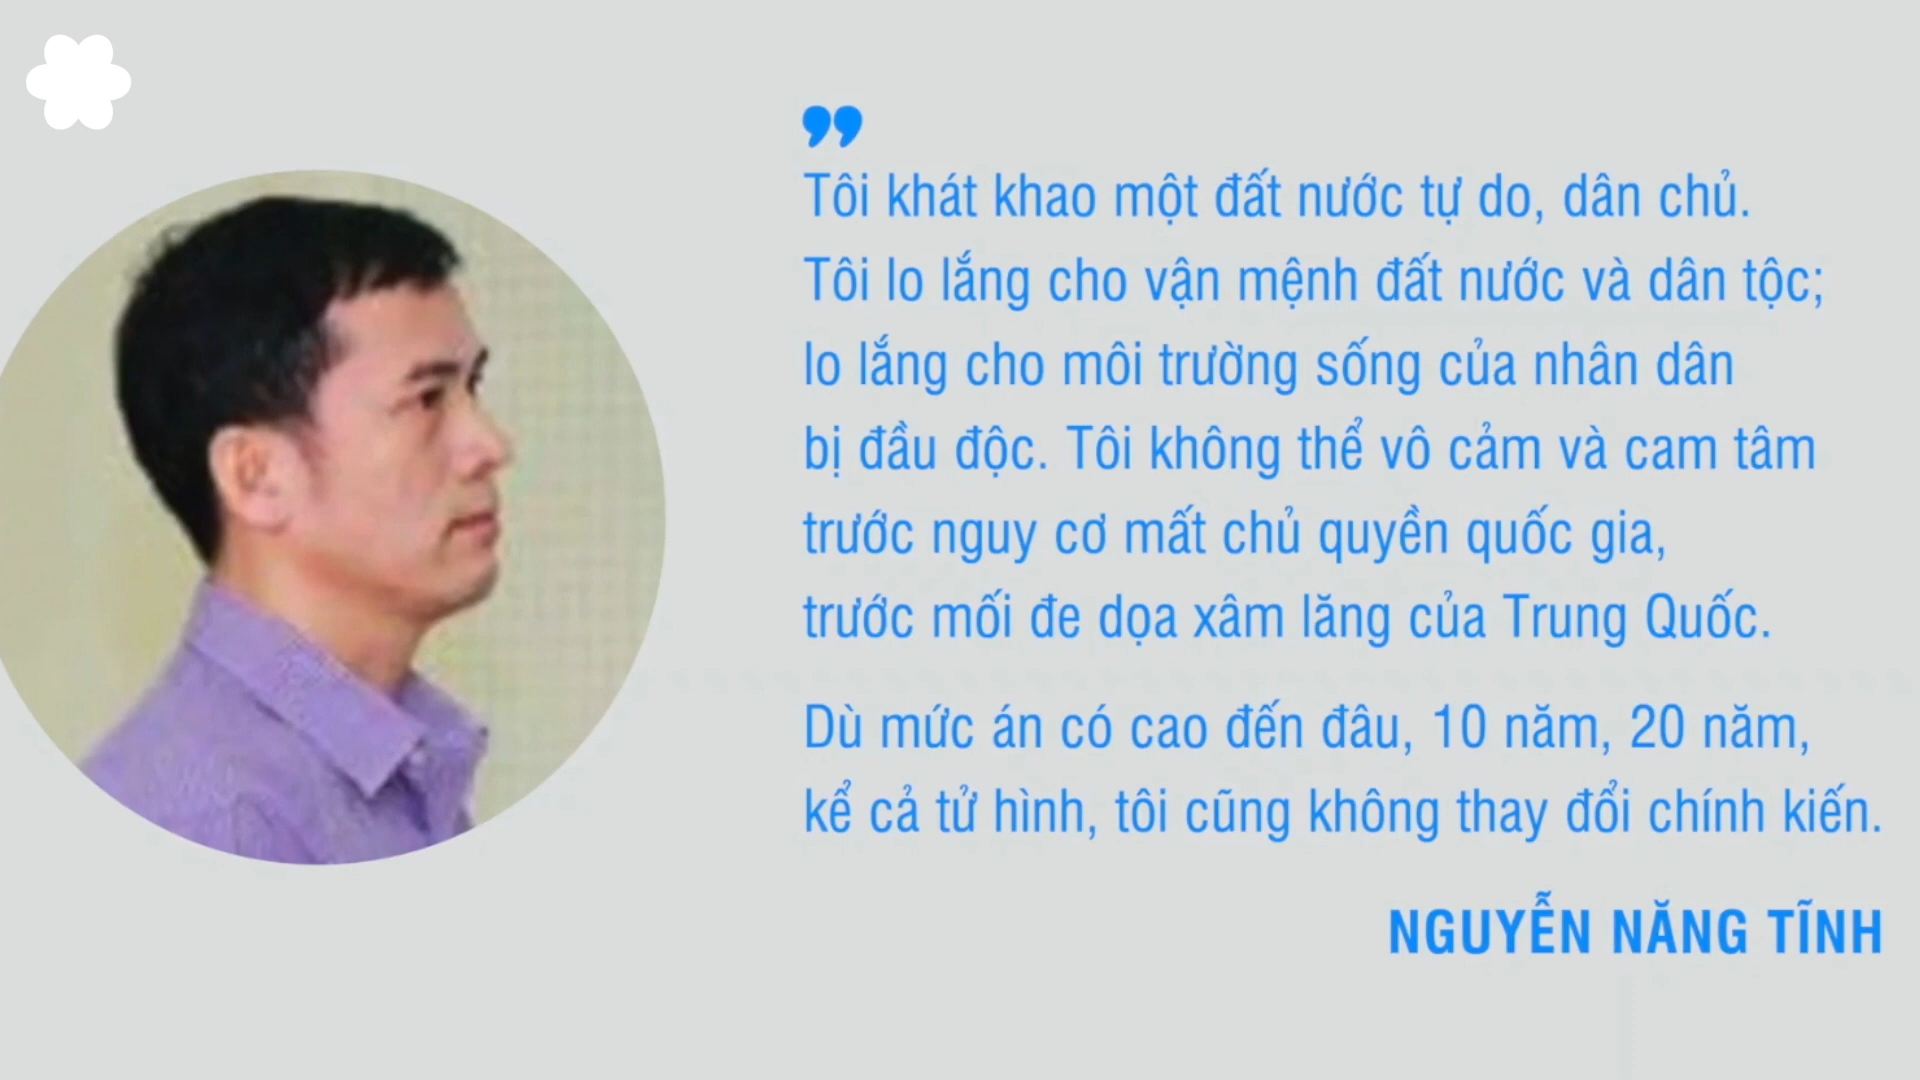 ”
Tôi khát khao một đất nước tự do, dân chủ.
Tôi lo lắng cho vận mệnh đất nước và dân tộc;
lo lắng cho môi trường sống của nhân dân
bị đầu độc. Tôi không thể vô cảm và cam tâm
trước nguy cơ mất chủ quyền quốc gia,
trước mối đe dọa xâm lăng của Trung Quốc.
Dù mức án có cao đến đâu, 10 năm, 20 năm,
kể cả tử hình, tôi cũng không thay đổi chính kiến.
NGUYỄN NĂNG TĨNH